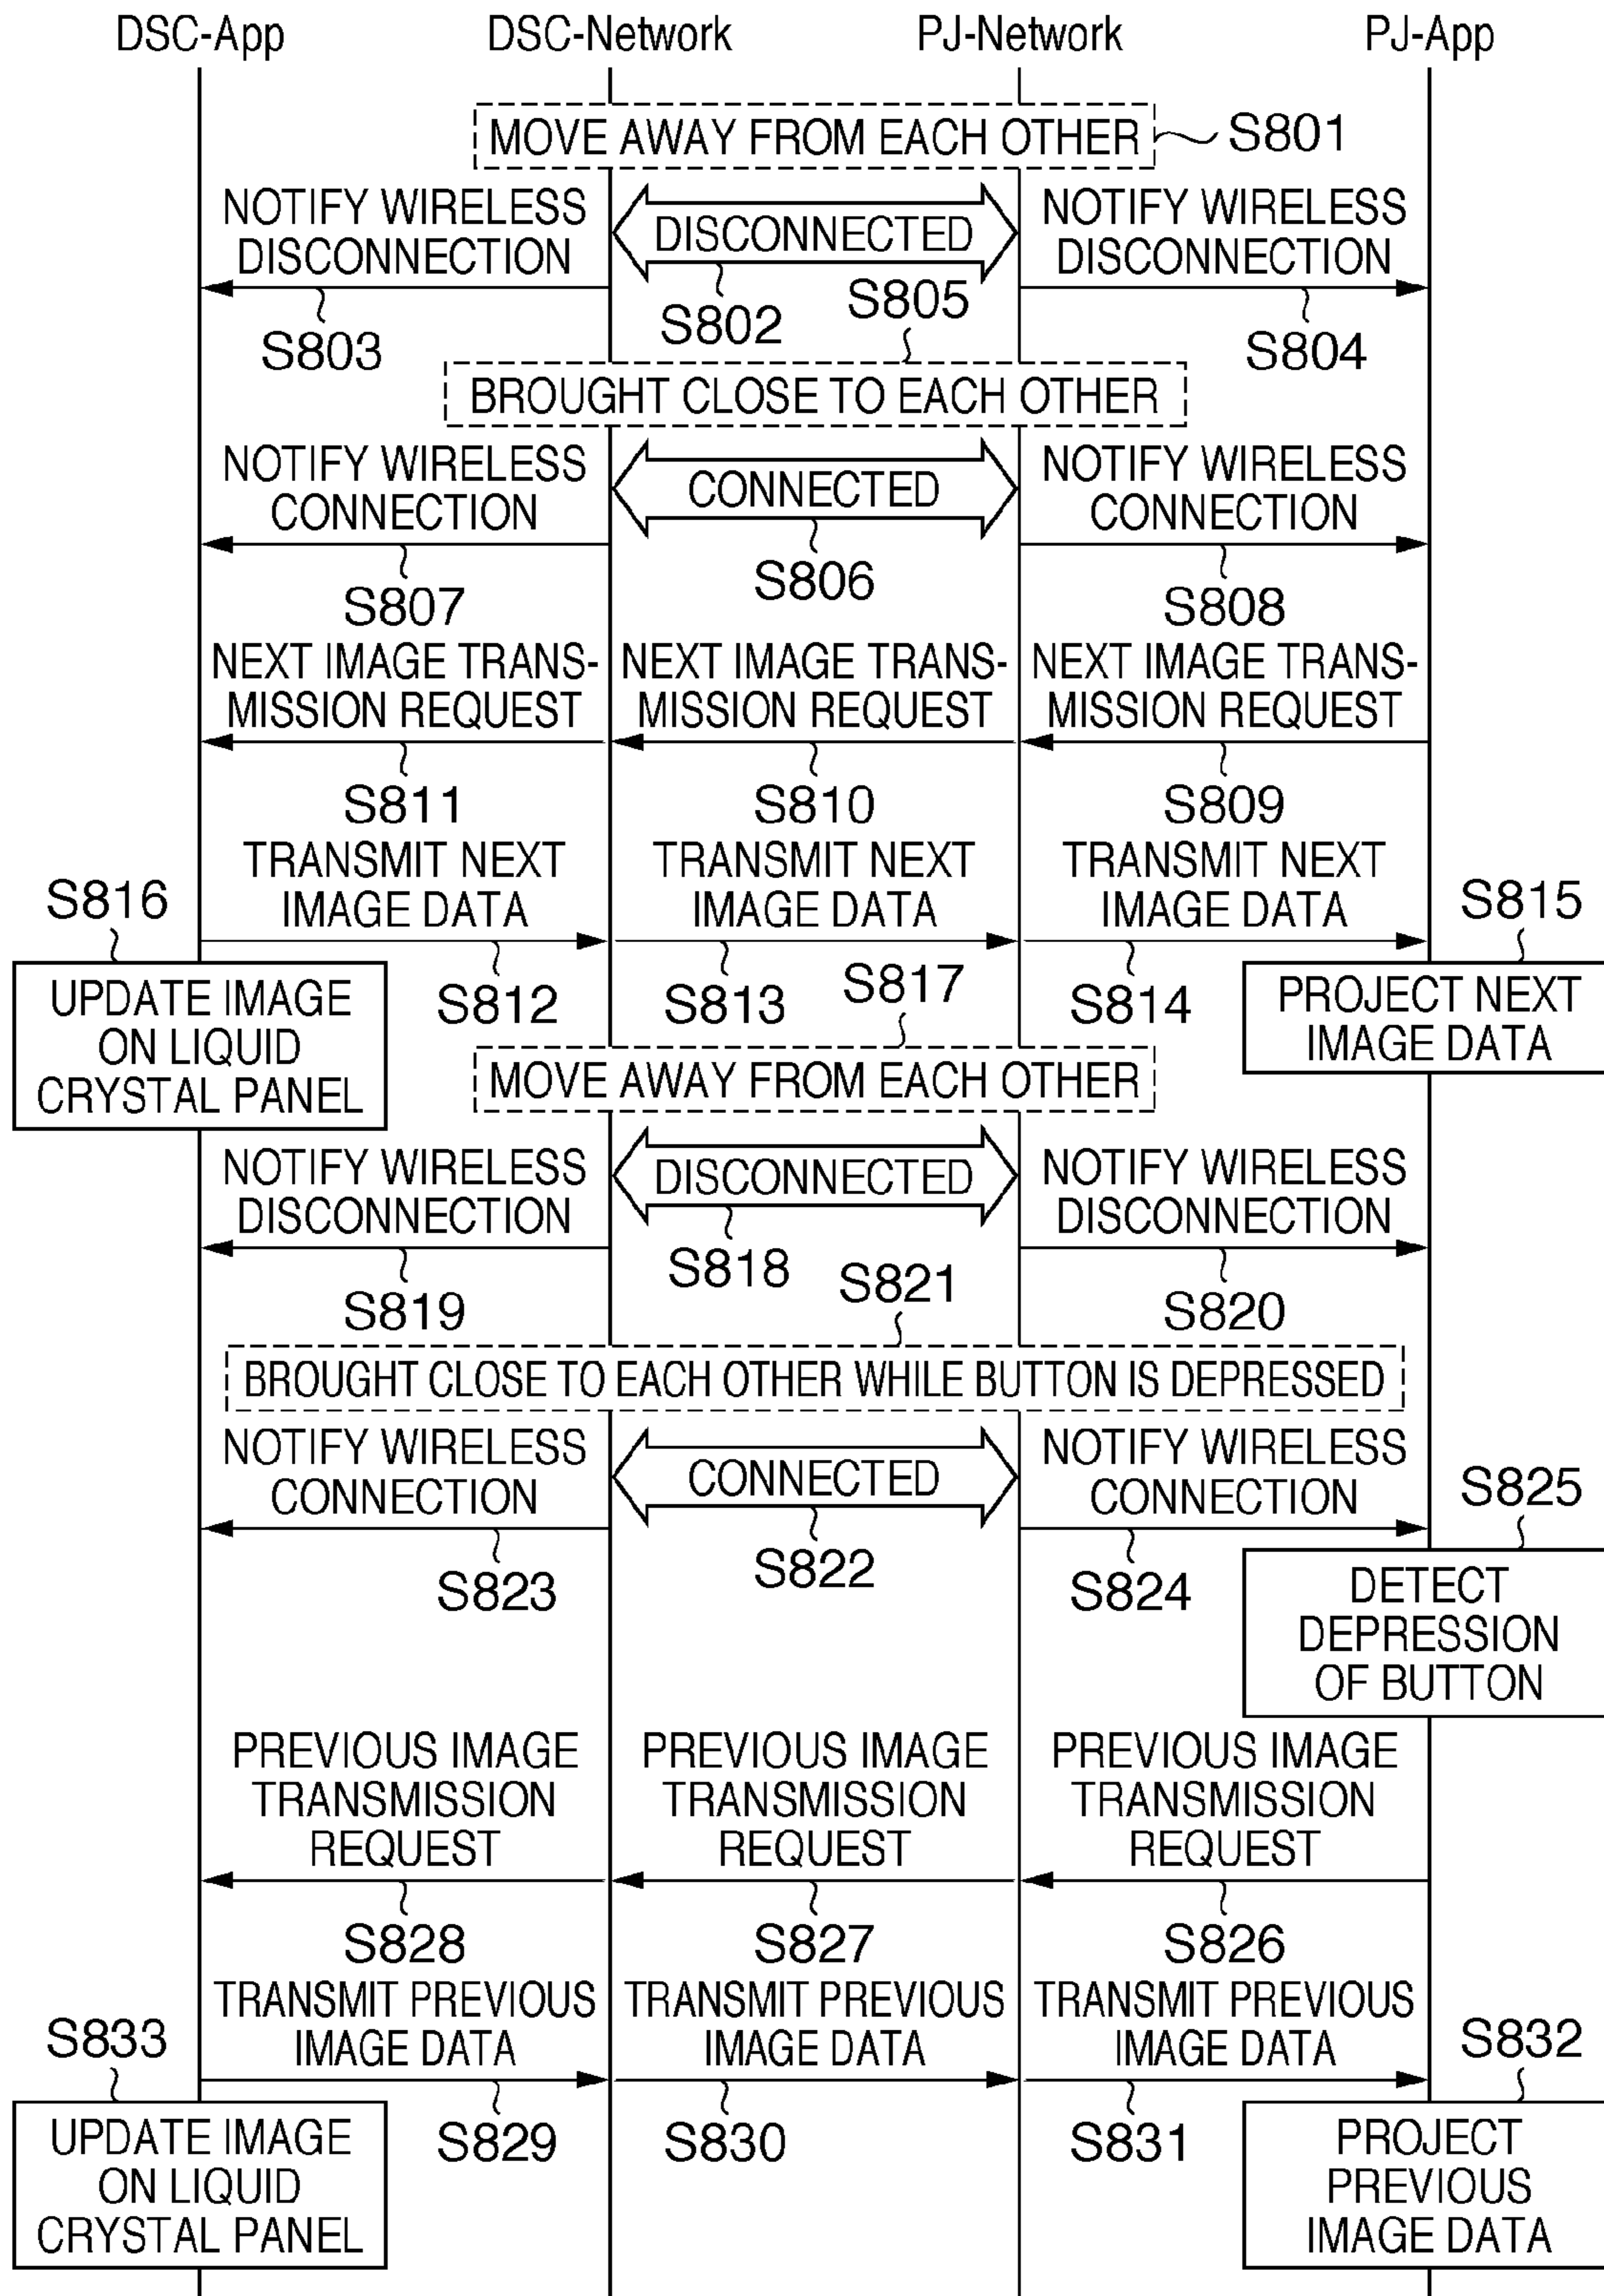 DSC-App DSC-Network PJ-Network PJ-App
MOVE AWAY FROM EACH OTHER S801
NOTIFY WIRELESS
DISCONNECTION
DISCONNECTED
NOTIFY WIRELESS
DISCONNECTION
S803
S802
S805
S804
BROUGHT CLOSE TO EACH OTHER
NOTIFY WIRELESS
CONNECTION
CONNECTED
NOTIFY WIRELESS
CONNECTION
S807
S806
S808
NEXT IMAGE TRANS-
MISSION REQUEST
NEXT IMAGE TRANS-
MISSION REQUEST
NEXT IMAGE TRANS-
MISSION REQUEST
S811
S810
S809
TRANSMIT NEXT
IMAGE DATA
TRANSMIT NEXT
IMAGE DATA
TRANSMIT NEXT
IMAGE DATA
S816
S815
UPDATE IMAGE
ON LIQUID
CRYSTAL PANEL
S812
S813
S817
S814
PROJECT NEXT
IMAGE DATA
MOVE AWAY FROM EACH OTHER
NOTIFY WIRELESS
DISCONNECTION
DISCONNECTED
NOTIFY WIRELESS
DISCONNECTION
S819
S818
S821
S820
BROUGHT CLOSE TO EACH OTHER WHILE BUTTON IS DEPRESSED
NOTIFY WIRELESS
CONNECTION
CONNECTED
NOTIFY WIRELESS
CONNECTION
S825
S823
S822
S824
DETECT
DEPRESSION
OF BUTTON
PREVIOUS IMAGE
TRANSMISSION
REQUEST
PREVIOUS IMAGE
TRANSMISSION
REQUEST
PREVIOUS IMAGE
TRANSMISSION
REQUEST
S828
S827
S826
TRANSMIT PREVIOUS
IMAGE DATA
TRANSMIT PREVIOUS
IMAGE DATA
TRANSMIT PREVIOUS
IMAGE DATA
S833
S832
UPDATE IMAGE
ON LIQUID
CRYSTAL PANEL
S829
S830
S831
PROJECT
PREVIOUS
IMAGE DATA